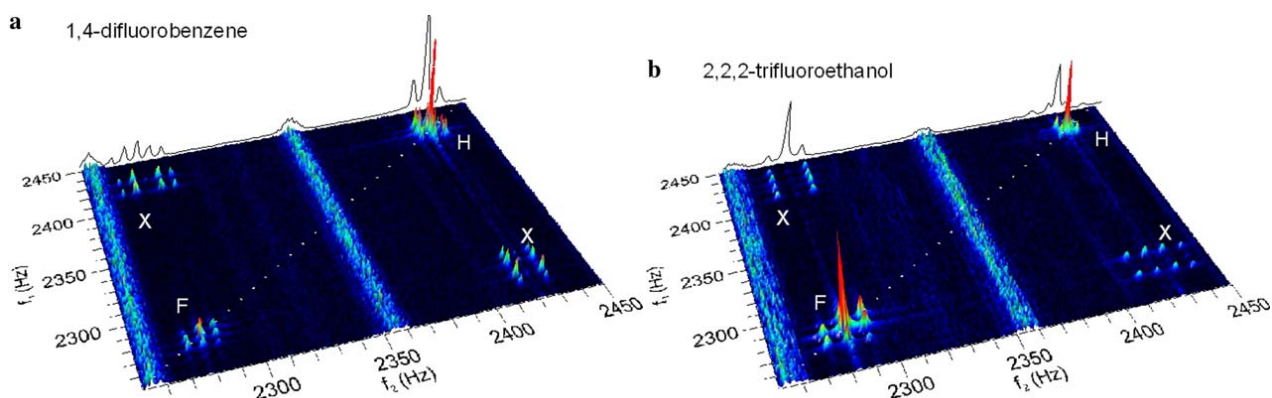 a
1,4-difluorobenzene
H
X
X
F
2450
2400
2350
2300
f₁ (Hz)
2300
2350
2400
2450
f₂ (Hz)
b
2,2,2-trifluoroethanol
H
X
X
F
2450
2400
2350
2300
f₁ (Hz)
2300
2350
2400
2450
f₂ (Hz)